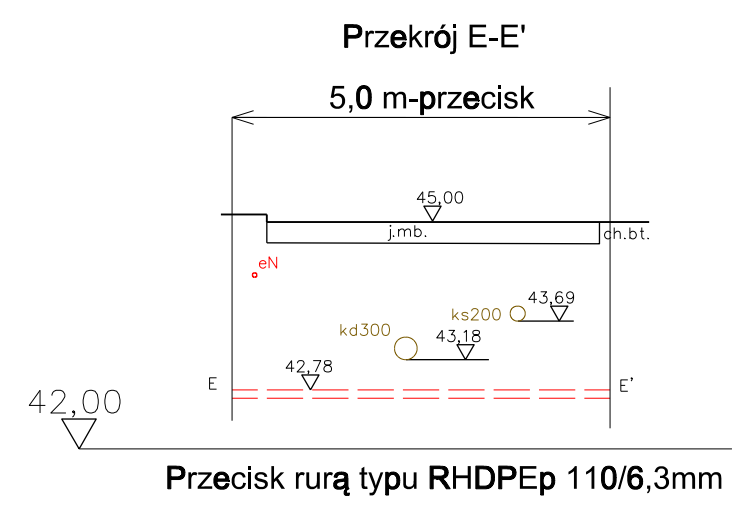 Przekrój E-E'
5,0 m-przecisk
45,00
j.mb.
ch.bt.
eN
43,69
ks200
kd300
43,18
42,78
E
E'
42,00
Przecisk rurą typu RHDPEp 110/6,3mm